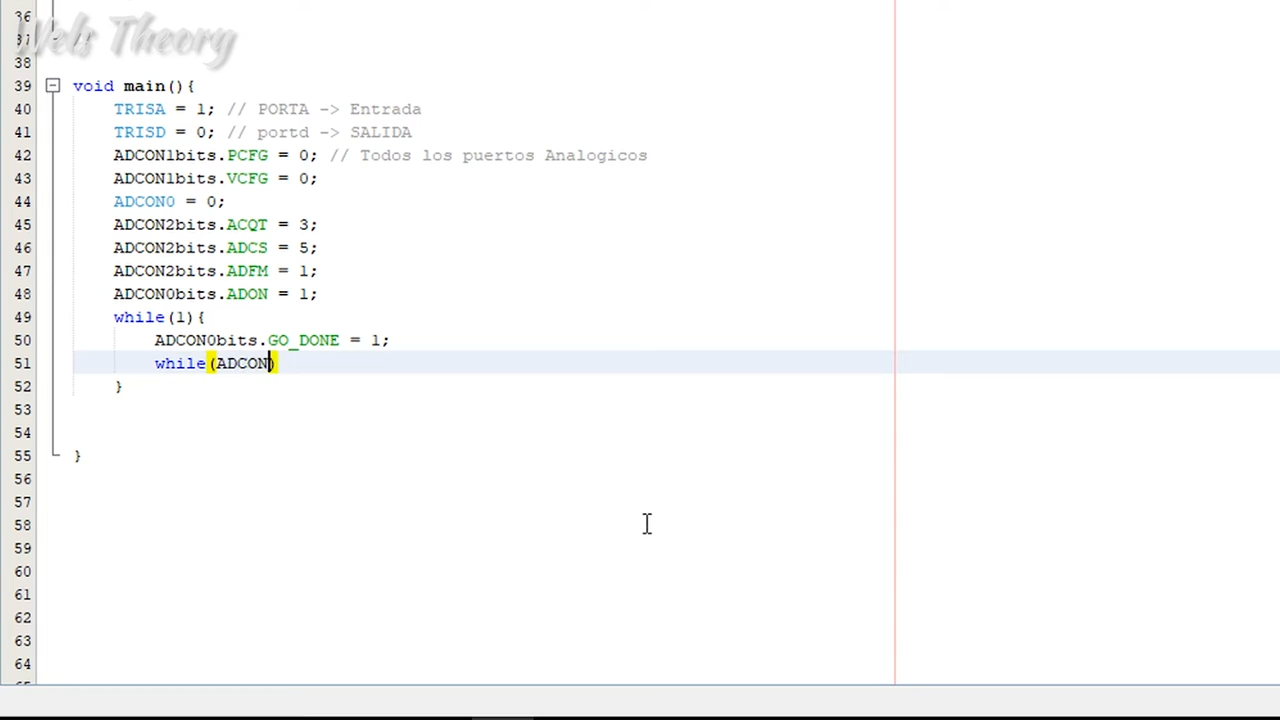 36
Wels Theory
37
38
39 void main(){
40 TRISA = 1; // PORTA -> Entrada
41 TRISD = 0; // portd -> SALIDA
42 ADCON1bits.PCFG = 0; // Todos los puertos Analogicos
43 ADCON1bits.VCFG = 0;
44 ADCON0 = 0;
45 ADCON2bits.ACQT = 3;
46 ADCON2bits.ADCS = 5;
47 ADCON2bits.ADFM = 1;
48 ADCON0bits.ADON = 1;
49 while(1){
50 ADCON0bits.GO_DONE = 1;
51 while(ADCON)
52 }
53
54
55 }
56
57
58
59
60
61
62
63
64